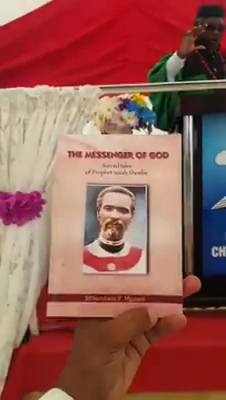 THE MESSENGER OF GOD
Sacred tales
of Prophet Isaiah Shembe
CH